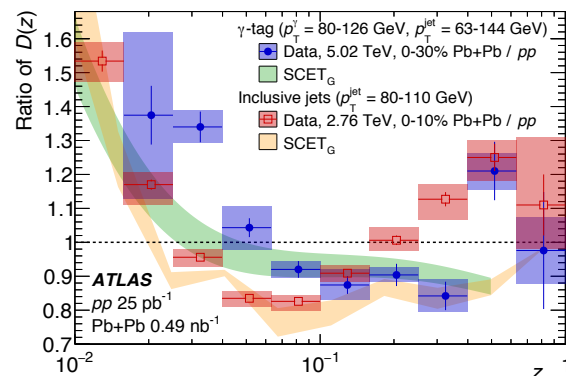 Ratio of D(z)
1.6
1.5
1.4
1.3
1.2
1.1
1
0.9
0.8
0.7
γ-tag (p_T^γ = 80-126 GeV, p_T^jet = 63-144 GeV)
Data, 5.02 TeV, 0-30% Pb+Pb / pp
SCET_G
Inclusive jets (p_T^jet = 80-110 GeV)
Data, 2.76 TeV, 0-10% Pb+Pb / pp
SCET_G
ATLAS
pp 25 pb⁻¹
Pb+Pb 0.49 nb⁻¹
10⁻² 10⁻¹ z 1